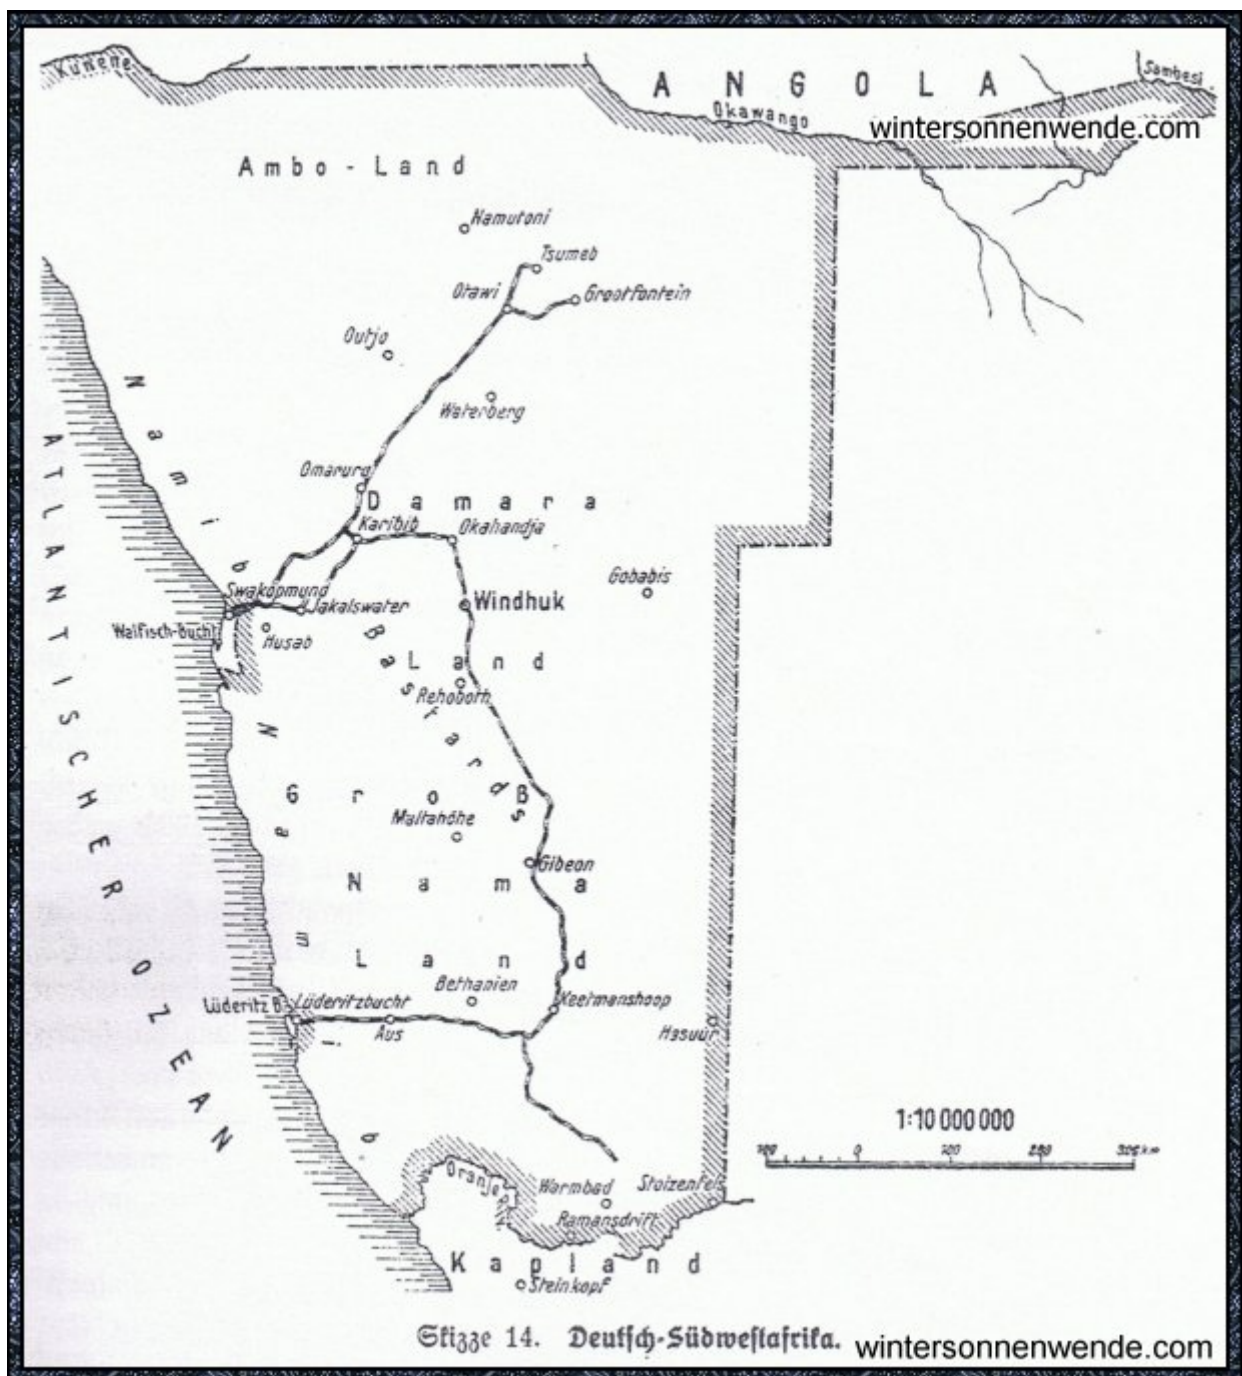 Kunene
ANGOLA
Sambesi
Okawango
wintersonnenwende.com
Ambo-Land
Namutoni
Tsumeb
Otawi
Grootfontein
Outjo
Waterberg
Namib
ATLANTISCHER OZEAN
Omaruru
Damara
Karibib
Okahandja
Gobabis
Swakopmund
Jakalswater
Windhuk
Walfisch-Bucht
Husab
Bastards
Land
Rehoboth
Namib
Groß
Maltahöhe
Gibeon
Nama
Land
Bethanien
Keetmanshoop
Lüderitz B.
Lüderitzbucht
Aus
Hasuur
1:10 000 000
100 0 100 200 300 km
Oranje
Warmbad
Stolzenfels
Ramansdrift
Kapland
Steinkopf
Skizze 14. Deutsch-Südwestafrika.
wintersonnenwende.com